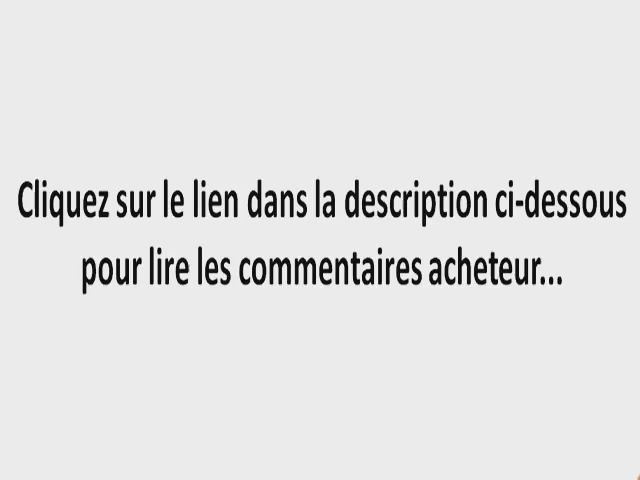 Cliquez sur le lien dans la description ci-dessous
pour lire les commentaires acheteur...